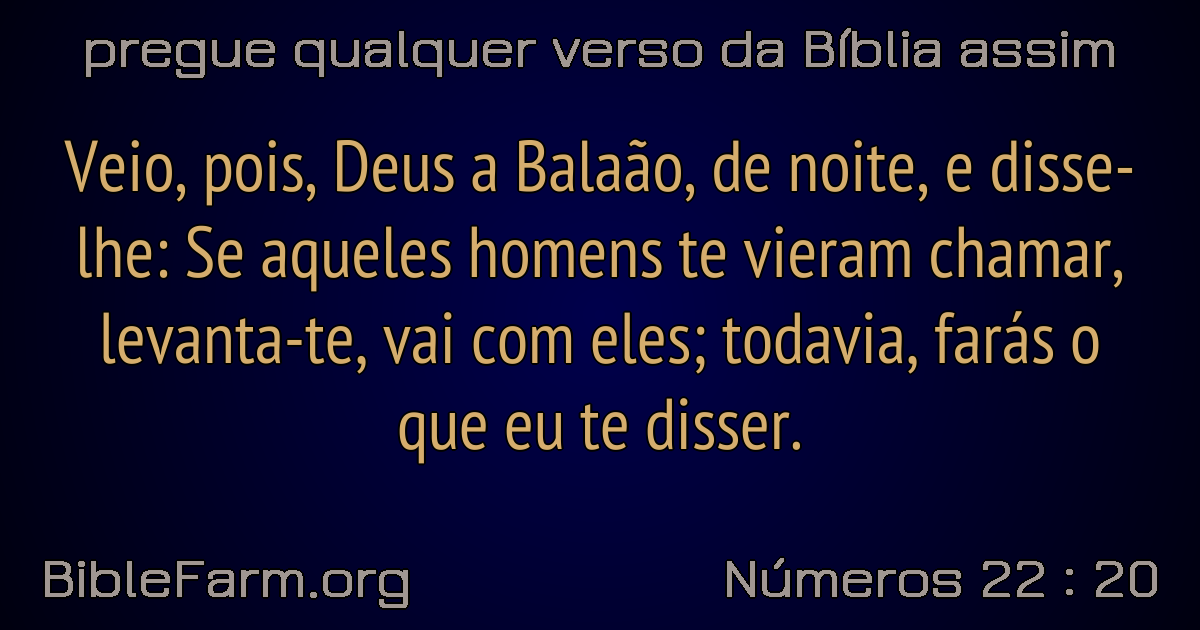 pregue qualquer verso da Bíblia assim
Veio, pois, Deus a Balaão, de noite, e disse-
lhe: Se aqueles homens te vieram chamar,
levanta-te, vai com eles; todavia, farás o
que eu te disser.
BibleFarm.org
Números 22 : 20